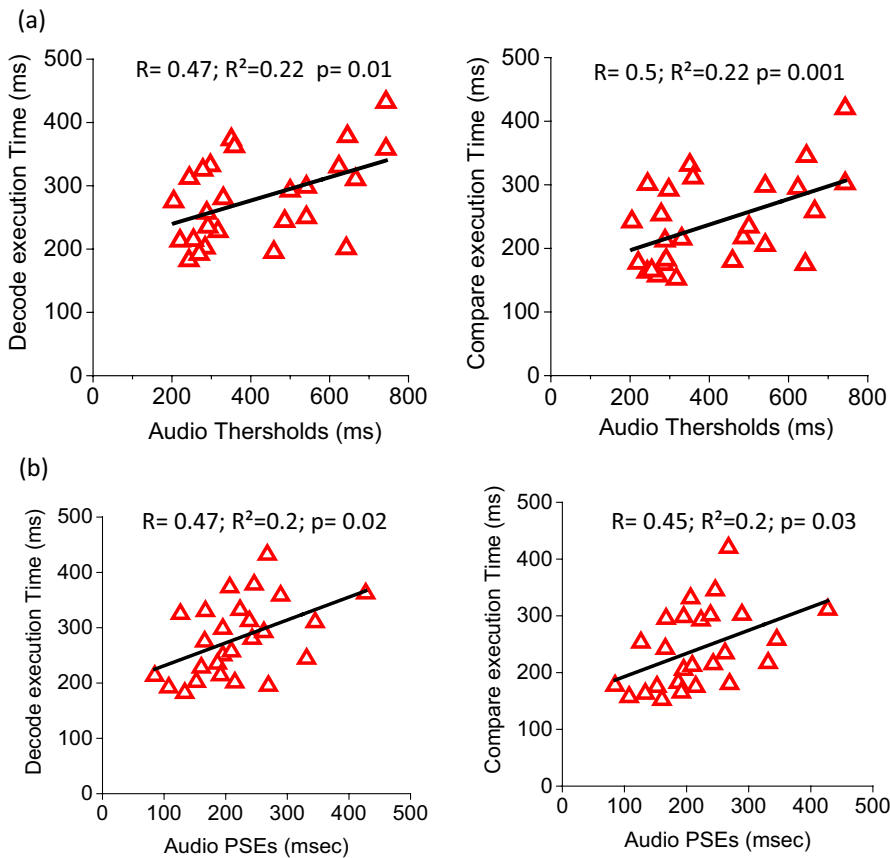 (a)
R= 0.47; R²=0.22 p= 0.01
Decode execution Time (ms)
500
400
300
200
100
0
0 200 400 600 800
Audio Thersholds (ms)
R= 0.5; R²=0.22 p= 0.001
Compare execution Time (ms)
500
400
300
200
100
0
0 200 400 600 800
Audio Thersholds (ms)
(b)
R= 0.47; R²=0.2; p= 0.02
Decode execution Time (ms)
500
400
300
200
100
0
0 100 200 300 400 500
Audio PSEs (msec)
R= 0.45; R²=0.2; p= 0.03
Compare execution Time (ms)
500
400
300
200
100
0
0 100 200 300 400 500
Audio PSEs (msec)